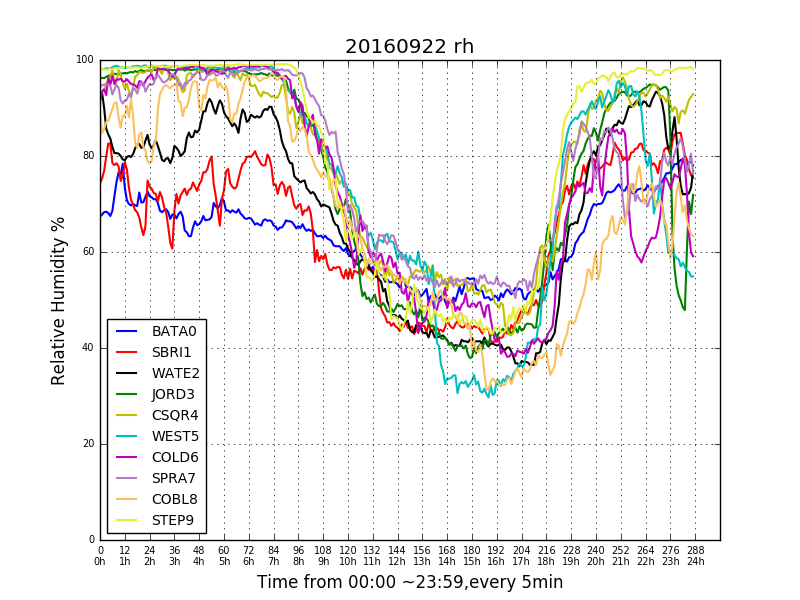 20160922 rh
100
80
60
40
20
0
Relative Humidity %
BATA0
SBRI1
WATE2
JORD3
CSQR4
WEST5
COLD6
SPRA7
COBL8
STEP9
0 12 24 36 48 60 72 84 96 108 120 132 144 156 168 180 192 204 216 228 240 252 264 276 288
0h 1h 2h 3h 4h 5h 6h 7h 8h 9h 10h 11h 12h 13h 14h 15h 16h 17h 18h 19h 20h 21h 22h 23h 24h
Time from 00:00 ~23:59,every 5min